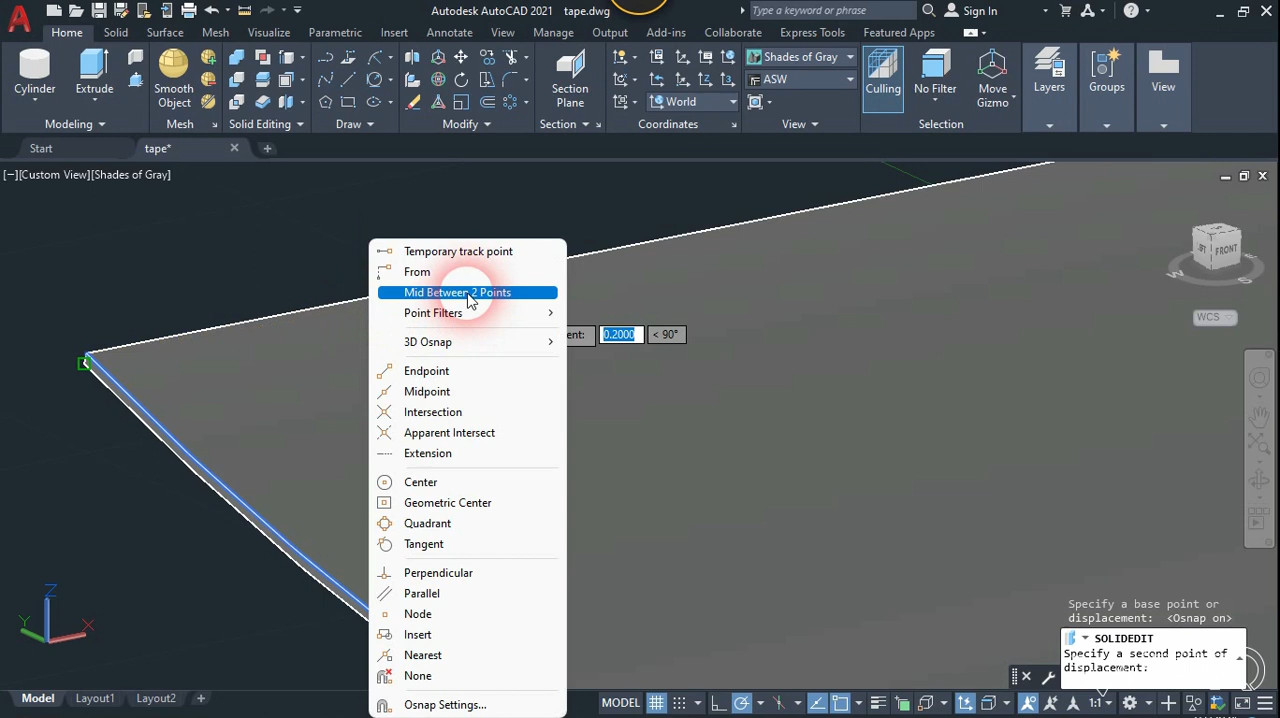 Autodesk AutoCAD 2021 tape.dwg
Type a keyword or phrase
Sign In
Home Solid Surface Mesh Visualize Parametric Insert Annotate View Manage Output Add-ins Collaborate Express Tools Featured Apps
Cylinder
Extrude
Smooth
Object
Section
Plane
World
Shades of Gray
ASW
Culling
No Filter
Move
Gizmo
Layers
Groups
View
Modeling
Mesh
Solid Editing
Draw
Modify
Section
Coordinates
View
Selection
Start
tape*
[−][Custom View][Shades of Gray]
FRONT
W
S
WCS
Temporary track point
From
Mid Between 2 Points
Point Filters
3D Osnap
Endpoint
Midpoint
Intersection
Apparent Intersect
Extension
Center
Geometric Center
Quadrant
Tangent
Perpendicular
Parallel
Node
Insert
Nearest
None
Osnap Settings...
0.2000
< 90°
Z
Y
X
Specify a base point or
displacement: <Osnap on>
SOLIDEDIT
Specify a second point of
displacement:
Model Layout1 Layout2
MODEL
1:1